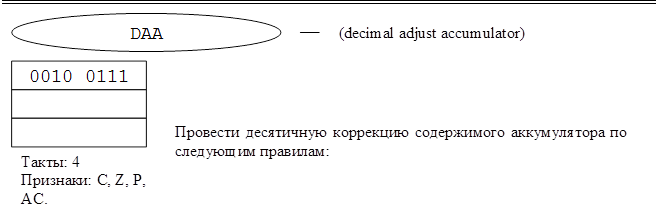 DAA — (decimal adjust accumulator)
0010 0111
Провести десятичную коррекцию содержимого аккумулятора по
следующим правилам:
Такты: 4
Признаки: C, Z, P,
AC.